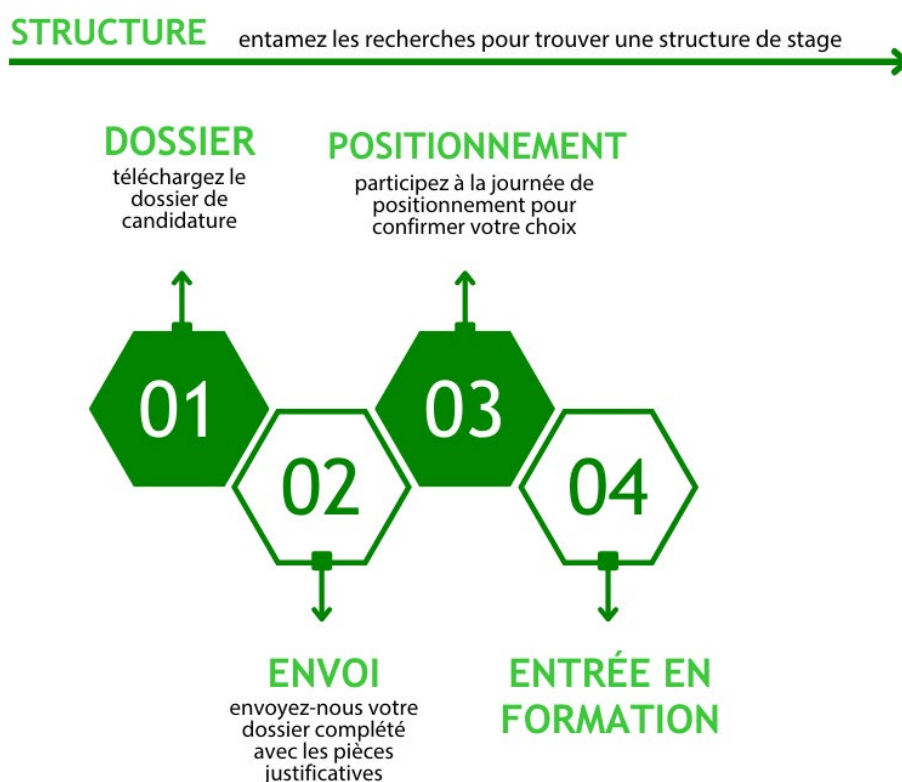 STRUCTURE entamez les recherches pour trouver une structure de stage
DOSSIER
téléchargez le
dossier de
candidature
POSITIONNEMENT
participez à la journée de
positionnement pour
confirmer votre choix
01
02
03
04
ENVOI
envoyez-nous votre
dossier complété
avec les pièces
justificatives
ENTRÉE EN
FORMATION